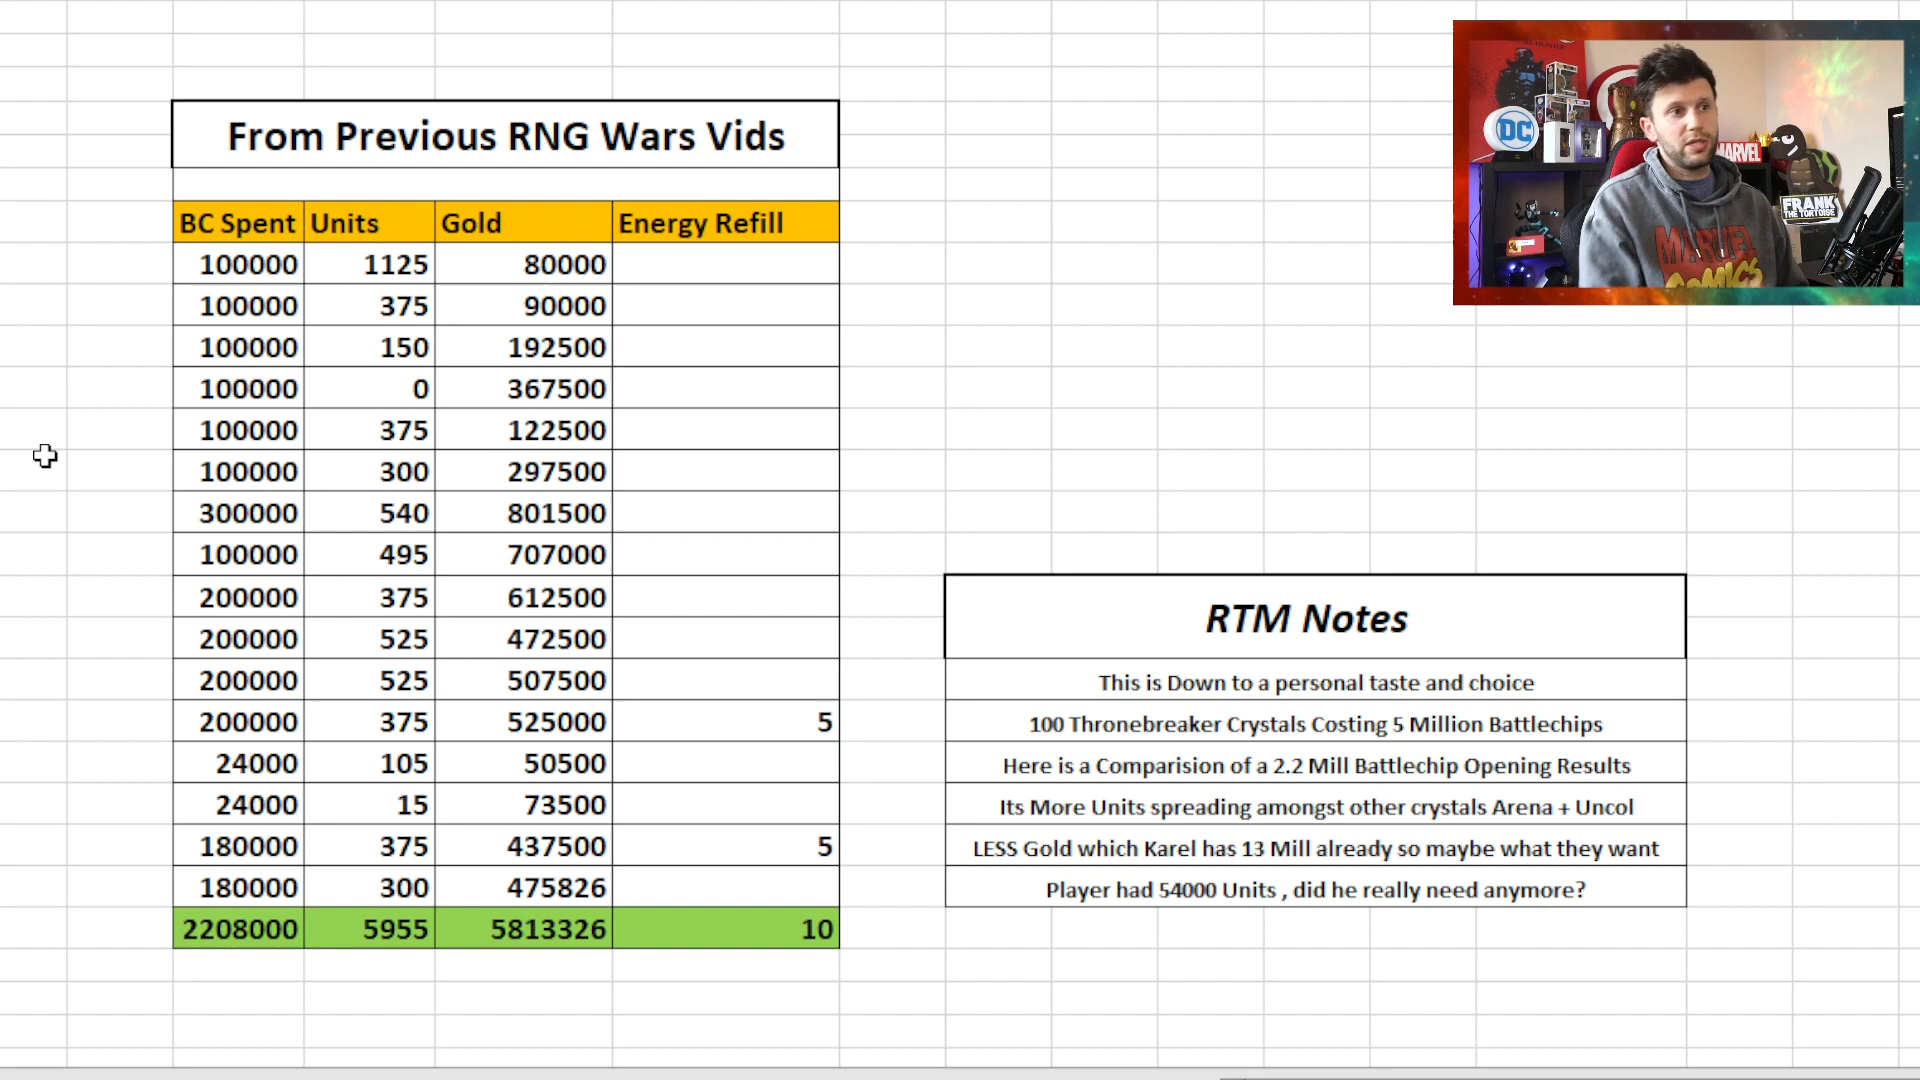 From Previous RNG Wars Vids
BC Spent Units Gold Energy Refill
100000 1125 80000
100000 375 90000
100000 150 192500
100000 0 367500
100000 375 122500
100000 300 297500
300000 540 801500
100000 495 707000
200000 375 612500
200000 525 472500
200000 525 507500
200000 375 525000 5
24000 105 50500
24000 15 73500
180000 375 437500 5
180000 300 475826
2208000 5955 5813326 10
RTM Notes
This is Down to a personal taste and choice
100 Thronebreaker Crystals Costing 5 Million Battlechips
Here is a Comparision of a 2.2 Mill Battlechip Opening Results
Its More Units spreading amongst other crystals Arena + Uncol
LESS Gold which Karel has 13 Mill already so maybe what they want
Player had 54000 Units , did he really need anymore?
DC
MARVEL
FRANK
THE TORTOISE
MARVEL
COMICS